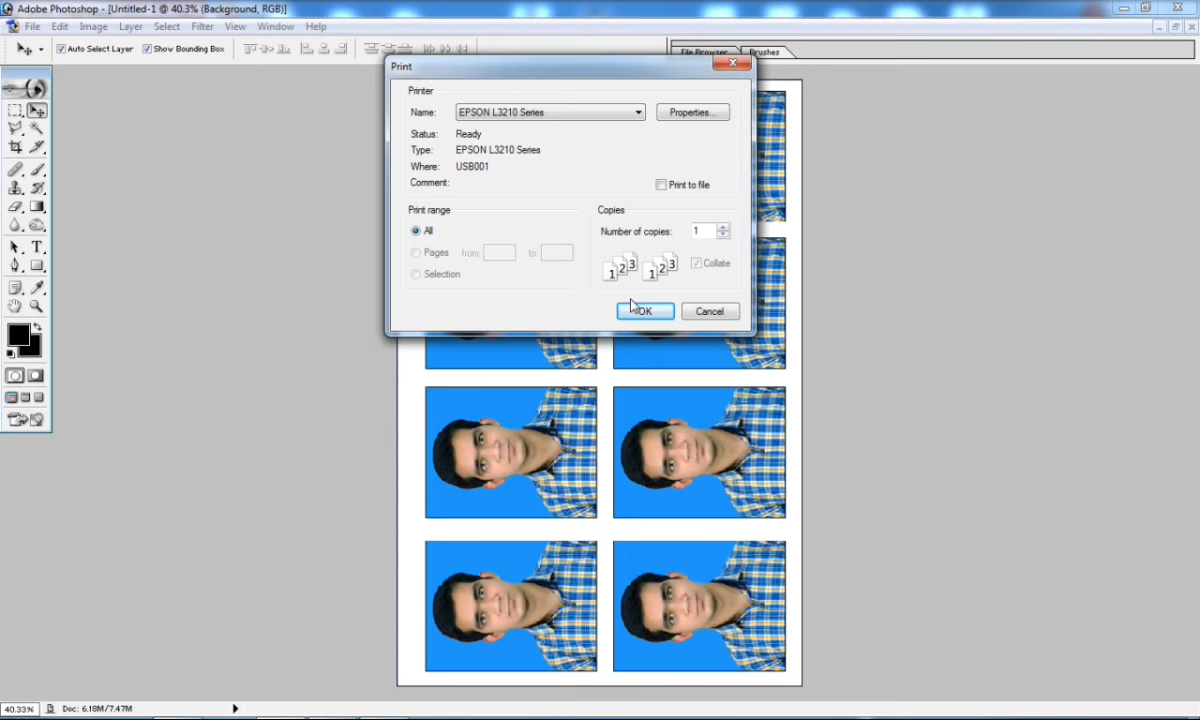 Adobe Photoshop - [Untitled-1 @ 40.3% (Background, RGB)]
File Edit Image Layer Select Filter View Window Help
Auto Select Layer Show Bounding Box
File Browser Brushes
Print
Printer
Name: EPSON L3210 Series Properties...
Status: Ready
Type: EPSON L3210 Series
Where: USB001
Comment:
Print to file
Print range
All
Pages from: to:
Selection
Copies
Number of copies: 1
1 2 3 1 2 3 Collate
OK Cancel
T
40.33% Doc: 6.18M/7.47M